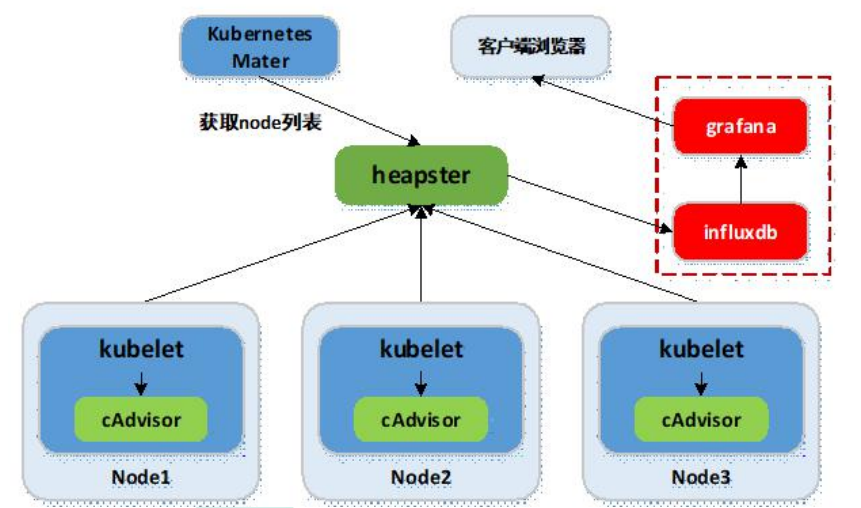 Kubernetes
Mater
客户端浏览器
获取node列表
grafana
heapster
influxdb
kubelet
cAdvisor
Node1
kubelet
cAdvisor
Node2
kubelet
cAdvisor
Node3